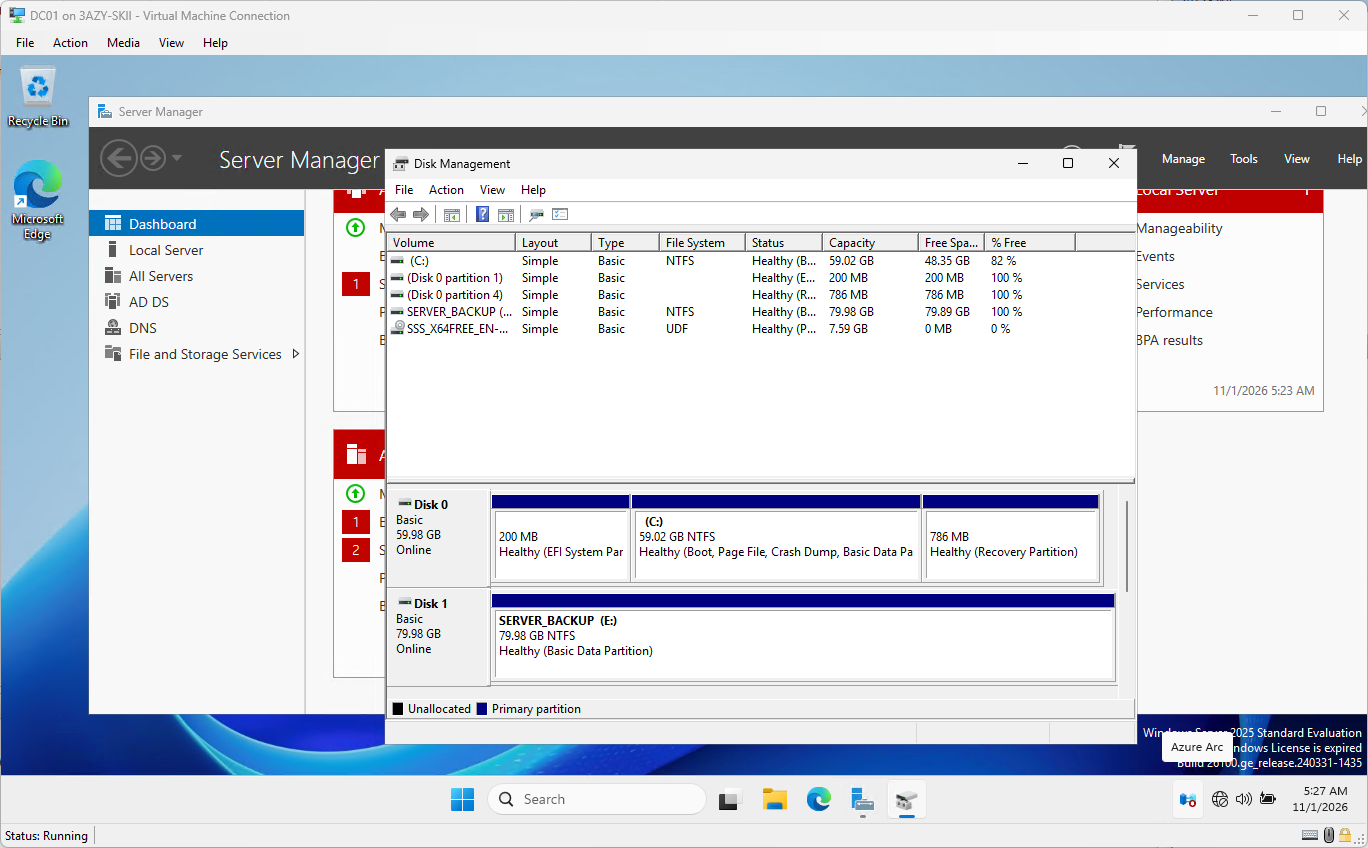 DC01 on 3AZY-SKII - Virtual Machine Connection
File Action Media View Help
Recycle Bin
Microsoft
Edge
Server Manager
Server Manager
Manage Tools View Help
Dashboard
Local Server
All Servers
AD DS
DNS
File and Storage Services
1
1
2
Local Server 1
Manageability
Events
Services
Performance
BPA results
11/1/2026 5:23 AM
Disk Management
File Action View Help
Volume Layout Type File System Status Capacity Free Spa... % Free
(C:) Simple Basic NTFS Healthy (B... 59.02 GB 48.35 GB 82 %
(Disk 0 partition 1) Simple Basic Healthy (E... 200 MB 200 MB 100 %
(Disk 0 partition 4) Simple Basic Healthy (R... 786 MB 786 MB 100 %
SERVER_BACKUP (... Simple Basic NTFS Healthy (B... 79.98 GB 79.89 GB 100 %
SSS_X64FREE_EN-... Simple Basic UDF Healthy (P... 7.59 GB 0 MB 0 %
Disk 0
Basic
59.98 GB
Online
200 MB
Healthy (EFI System Par
(C:)
59.02 GB NTFS
Healthy (Boot, Page File, Crash Dump, Basic Data Pa
786 MB
Healthy (Recovery Partition)
Disk 1
Basic
79.98 GB
Online
SERVER_BACKUP (E:)
79.98 GB NTFS
Healthy (Basic Data Partition)
Unallocated Primary partition
Windows Server 2025 Standard Evaluation
Windows License is expired
Build 26100.ge_release.240331-1435
Azure Arc
Search
5:27 AM
11/1/2026
Status: Running